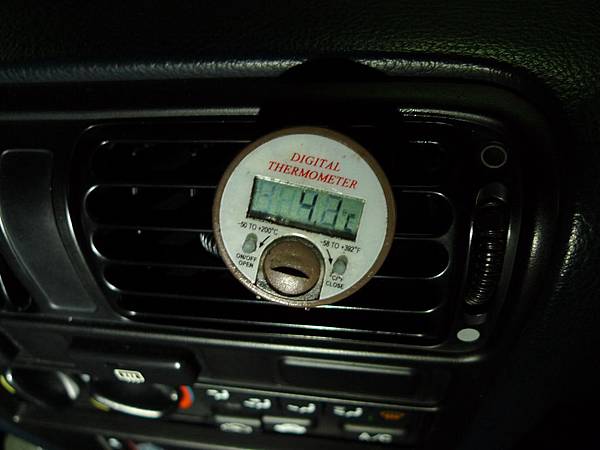 DIGITAL
THERMOMETER
4.2°C
-50 TO +200°C
-58 TO +392°F
ON/OFF
OPEN
°C/°F
CLOSE
A/C